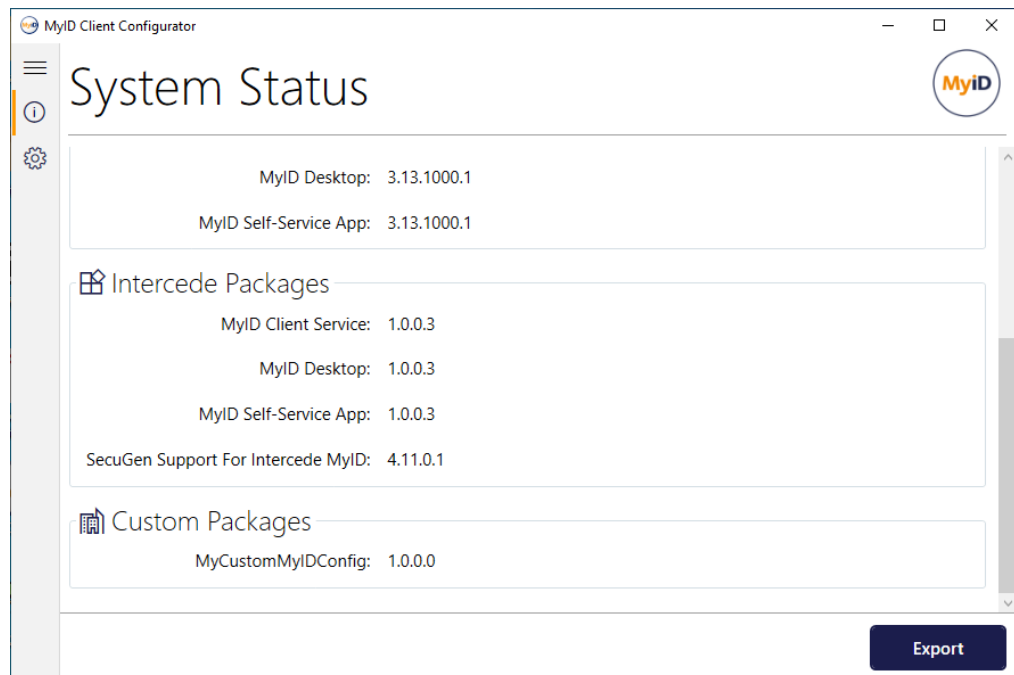 MyID Client Configurator
System Status
MyiD
MyID Desktop: 3.13.1000.1
MyID Self-Service App: 3.13.1000.1
Intercede Packages
MyID Client Service: 1.0.0.3
MyID Desktop: 1.0.0.3
MyID Self-Service App: 1.0.0.3
SecuGen Support For Intercede MyID: 4.11.0.1
Custom Packages
MyCustomMyIDConfig: 1.0.0.0
Export